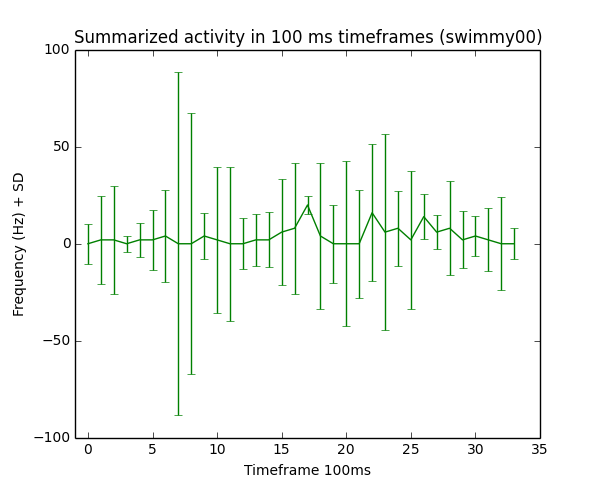 Summarized activity in 100 ms timeframes (swimmy00)
100
50
0
−50
−100
Frequency (Hz) + SD
0 5 10 15 20 25 30 35
Timeframe 100ms